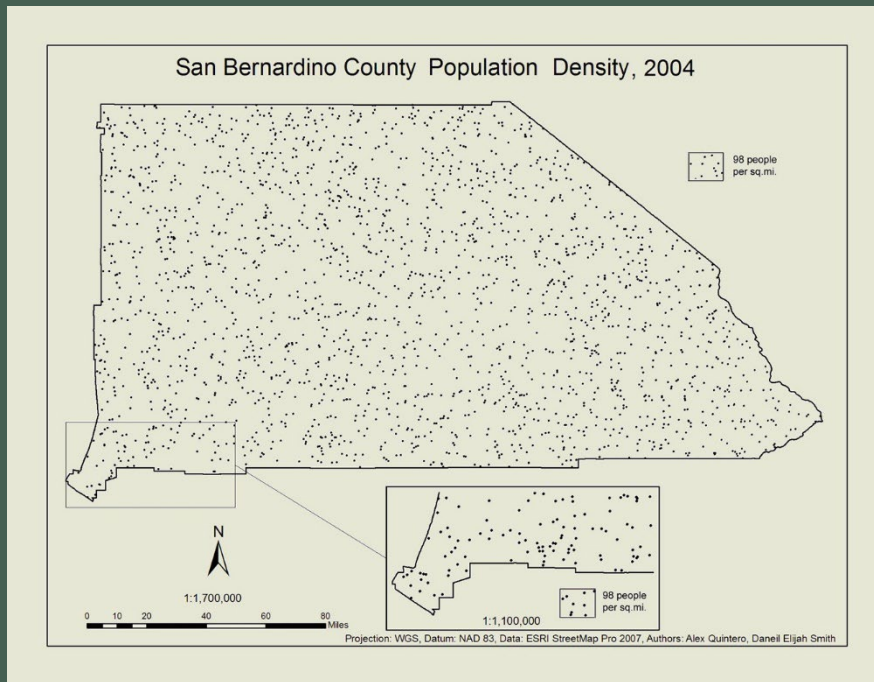 San Bernardino County Population Density, 2004
98 people
per sq.mi.
N
1:1,700,000
0 5 10 20 40 60 80
Miles
98 people
per sq.mi.
1:1,100,000
Projection: WGS, Datum: NAD 83, Data: ESRI StreetMap Pro 2007, Authors: Alex Quintero, Daneil Elijah Smith